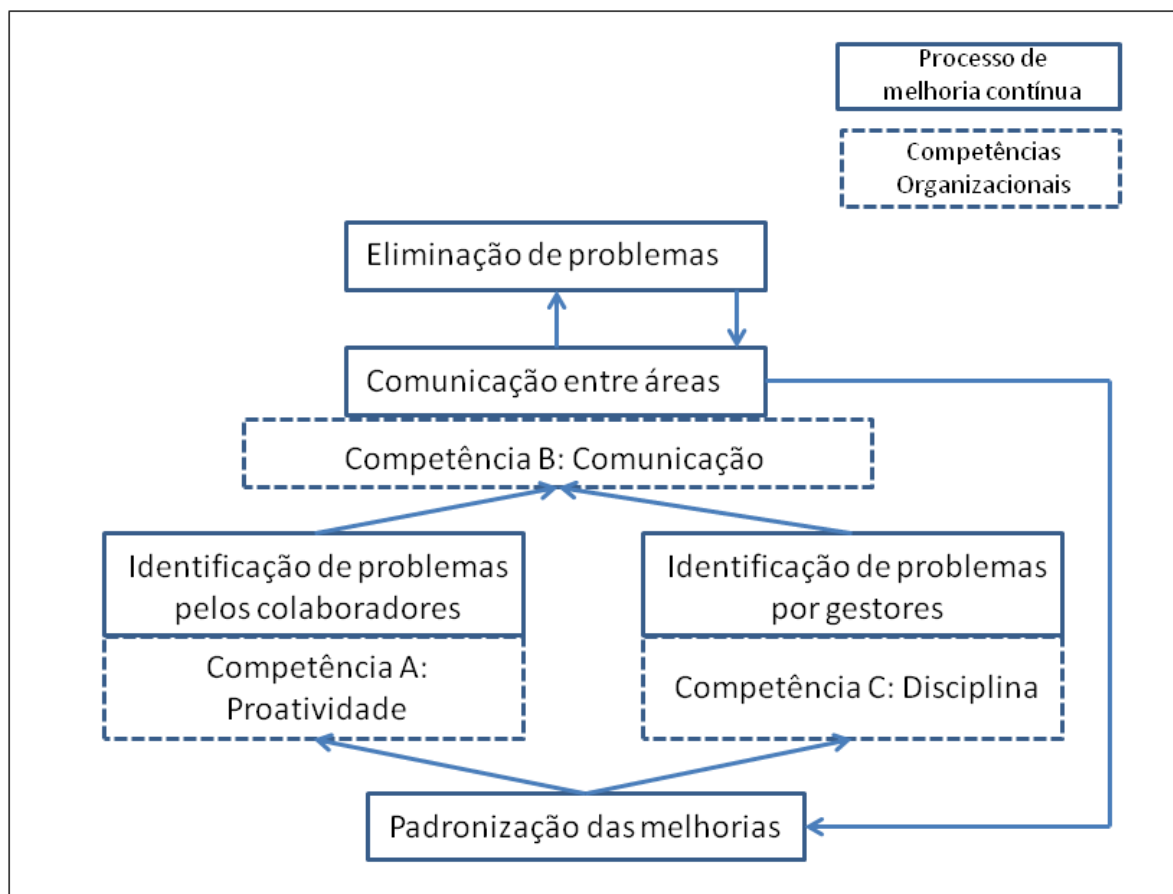 Processo de
melhoria contínua
Competências
Organizacionais
Eliminação de problemas
Comunicação entre áreas
Competência B: Comunicação
Identificação de problemas
pelos colaboradores
Identificação de problemas
por gestores
Competência A:
Proatividade
Competência C: Disciplina
Padronização das melhorias